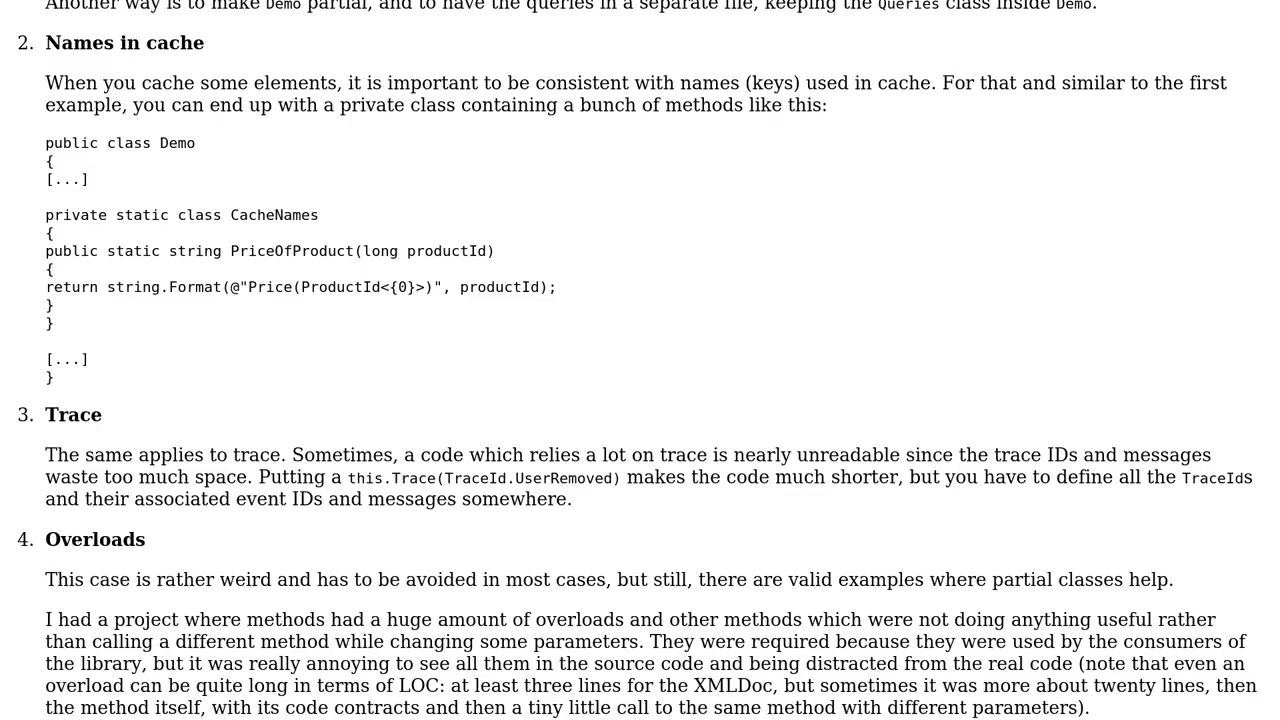 Another way is to make Demo partial, and to have the queries in a separate file, keeping the Queries class inside Demo.
2. Names in cache
When you cache some elements, it is important to be consistent with names (keys) used in cache. For that and similar to the first
example, you can end up with a private class containing a bunch of methods like this:
public class Demo
{
[...]
private static class CacheNames
{
public static string PriceOfProduct(long productId)
{
return string.Format(@"Price(ProductId<{0}>)", productId);
}
}
[...]
}
3. Trace
The same applies to trace. Sometimes, a code which relies a lot on trace is nearly unreadable since the trace IDs and messages
waste too much space. Putting a this.Trace(TraceId.UserRemoved) makes the code much shorter, but you have to define all the TraceIds
and their associated event IDs and messages somewhere.
4. Overloads
This case is rather weird and has to be avoided in most cases, but still, there are valid examples where partial classes help.
I had a project where methods had a huge amount of overloads and other methods which were not doing anything useful rather
than calling a different method while changing some parameters. They were required because they were used by the consumers of
the library, but it was really annoying to see all them in the source code and being distracted from the real code (note that even an
overload can be quite long in terms of LOC: at least three lines for the XMLDoc, but sometimes it was more about twenty lines, then
the method itself, with its code contracts and then a tiny little call to the same method with different parameters).